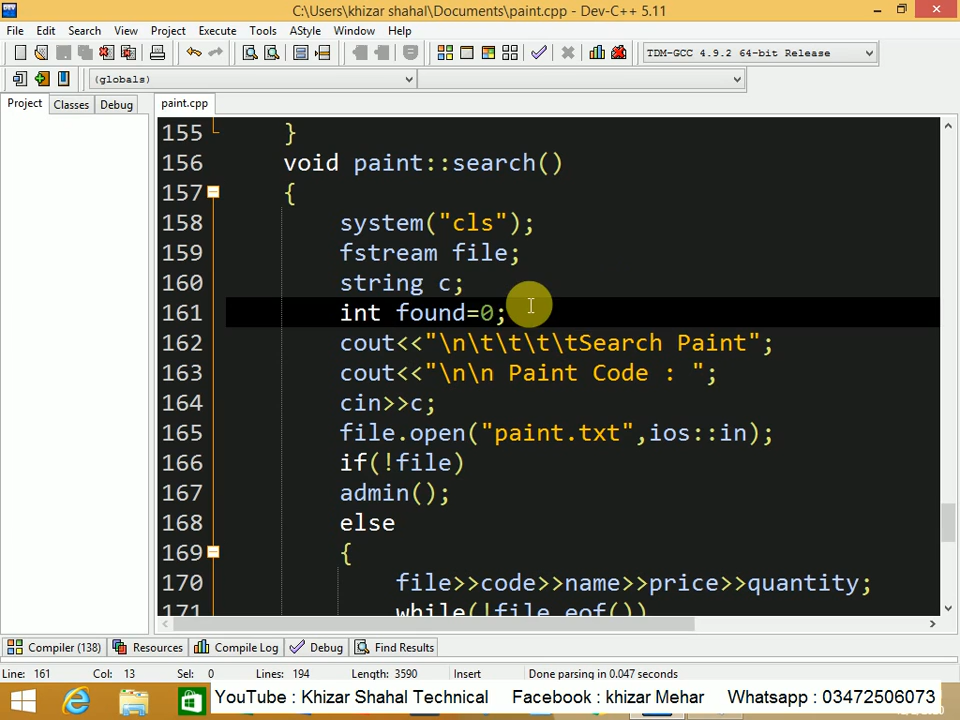 C:\Users\khizar shahal\Documents\paint.cpp - Dev-C++ 5.11
File Edit Search View Project Execute Tools AStyle Window Help
TDM-GCC 4.9.2 64-bit Release
(globals)
Project Classes Debug paint.cpp
155 }
156 void paint::search()
157 {
158 system("cls");
159 fstream file;
160 string c;
161 int found=0;
162 cout<<"\n\t\t\t\tSearch Paint";
163 cout<<"\n\n Paint Code : ";
164 cin>>c;
165 file.open("paint.txt",ios::in);
166 if(!file)
167 admin();
168 else
169 {
170 file>>code>>name>>price>>quantity;
171 while(!file.eof())
Compiler (138) Resources Compile Log Debug Find Results
Line: 161 Col: 13 Sel: 0 Lines: 194 Length: 3590 Insert Done parsing in 0.047 seconds
YouTube : Khizar Shahal Technical Facebook : khizar Mehar Whatsapp : 03472506073